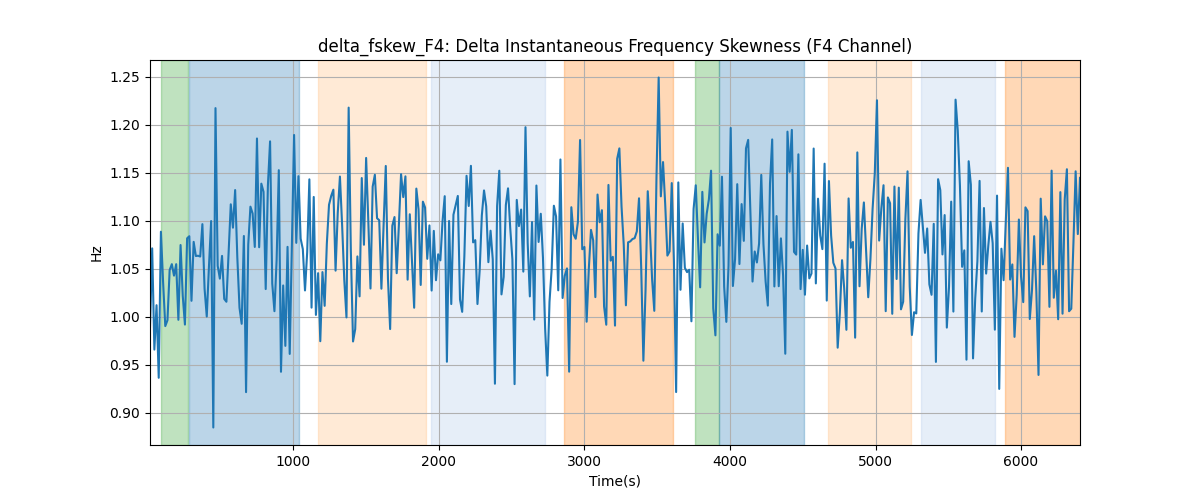 delta_fskew_F4: Delta Instantaneous Frequency Skewness (F4 Channel)
1.25
1.20
1.15
1.10
1.05
1.00
0.95
0.90
Hz
1000 2000 3000 4000 5000 6000
Time(s)